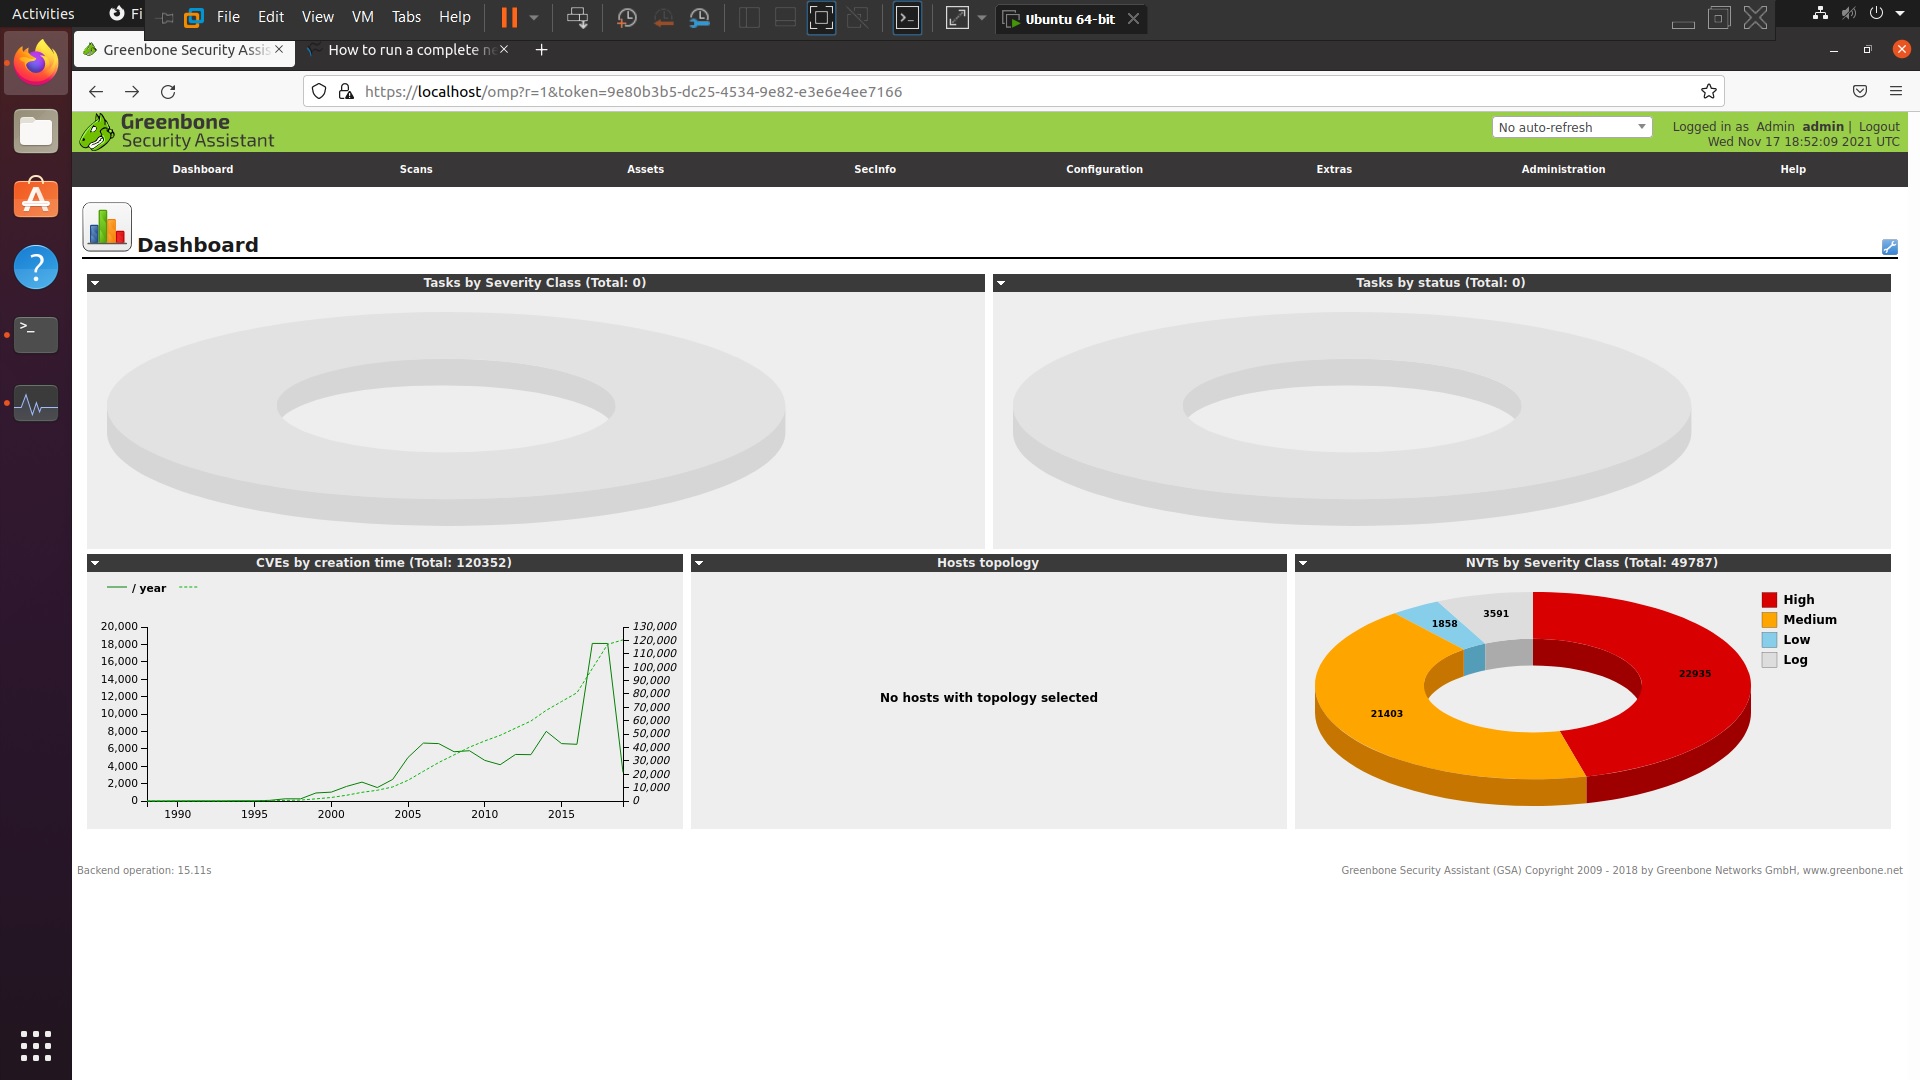 Activities
Fi
File Edit View VM Tabs Help
Ubuntu 64-bit
Greenbone Security Assis
How to run a complete n
https://localhost/omp?r=1&token=9e80b3b5-dc25-4534-9e82-e3e6e4ee7166
Greenbone
Security Assistant
No auto-refresh
Logged in as Admin admin | Logout
Wed Nov 17 18:52:09 2021 UTC
Dashboard Scans Assets SecInfo Configuration Extras Administration Help
Dashboard
Tasks by Severity Class (Total: 0)
Tasks by status (Total: 0)
CVEs by creation time (Total: 120352)
/ year
20,000
18,000
16,000
14,000
12,000
10,000
8,000
6,000
4,000
2,000
0
130,000
120,000
110,000
100,000
90,000
80,000
70,000
60,000
50,000
40,000
30,000
20,000
10,000
0
1990 1995 2000 2005 2010 2015
Hosts topology
No hosts with topology selected
NVTs by Severity Class (Total: 49787)
3591
1858
22935
21403
High
Medium
Low
Log
Backend operation: 15.11s
Greenbone Security Assistant (GSA) Copyright 2009 - 2018 by Greenbone Networks GmbH, www.greenbone.net